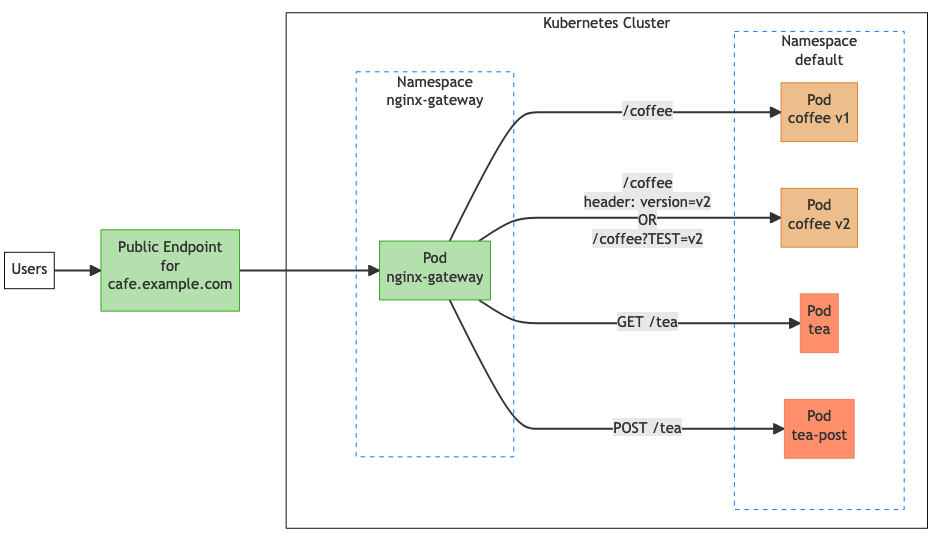 Kubernetes Cluster
Namespace
default
Namespace
nginx-gateway
Pod
coffee v1
/coffee
Pod
coffee v2
/coffee
header: version=v2
OR
/coffee?TEST=v2
Users
Public Endpoint
for
cafe.example.com
Pod
nginx-gateway
GET /tea
Pod
tea
POST /tea
Pod
tea-post